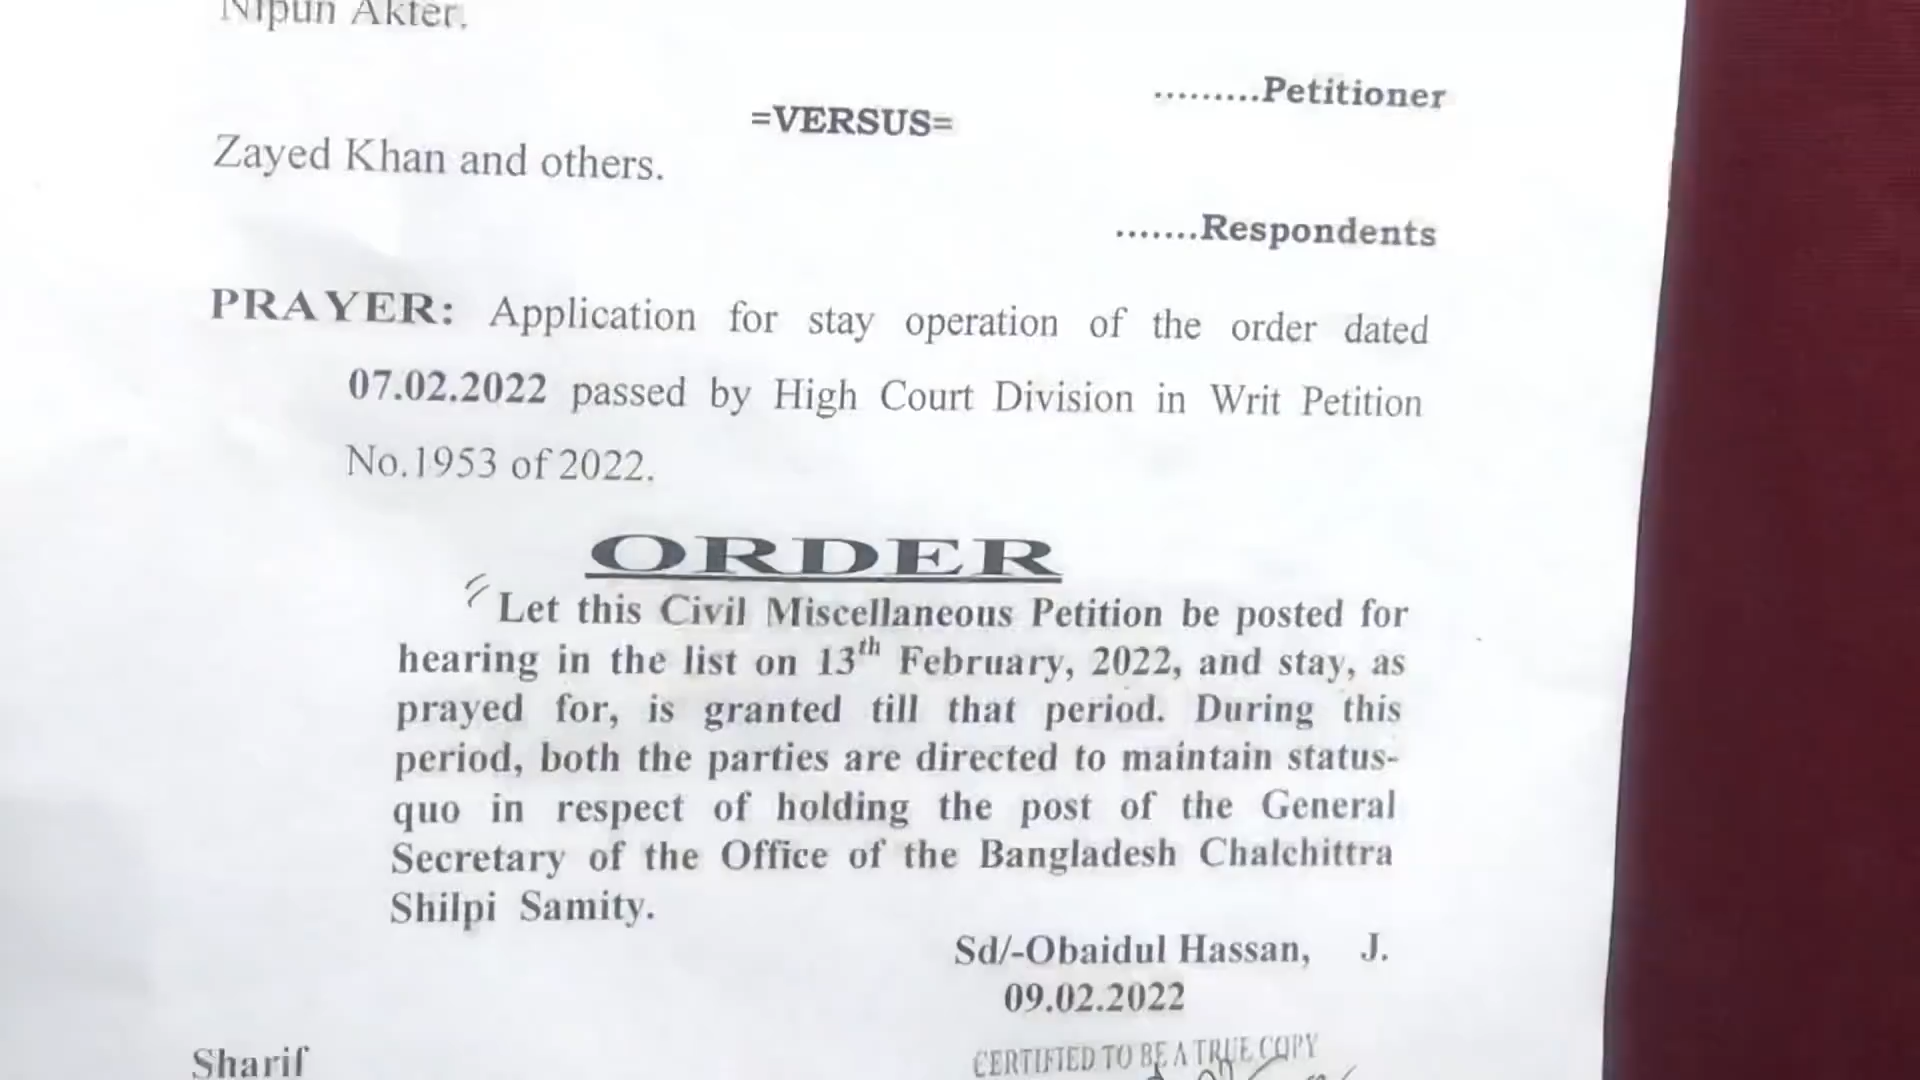 Nipun Akter.
.........Petitioner
=VERSUS=
Zayed Khan and others.
.......Respondents
PRAYER: Application for stay operation of the order dated
07.02.2022 passed by High Court Division in Writ Petition
No.1953 of 2022.
ORDER
Let this Civil Miscellaneous Petition be posted for
hearing in the list on 13th February, 2022, and stay, as
prayed for, is granted till that period. During this
period, both the parties are directed to maintain status-
quo in respect of holding the post of the General
Secretary of the Office of the Bangladesh Chalchittra
Shilpi Samity.
Sd/-Obaidul Hassan, J.
09.02.2022
CERTIFIED TO BE A TRUE COPY
Sharif